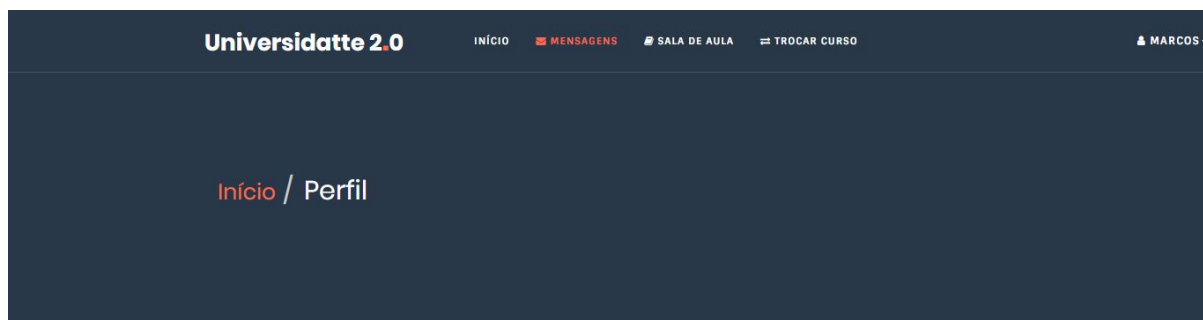 Universidatte 2.0 INÍCIO MENSAGENS SALA DE AULA TROCAR CURSO MARCOS
Início / Perfil